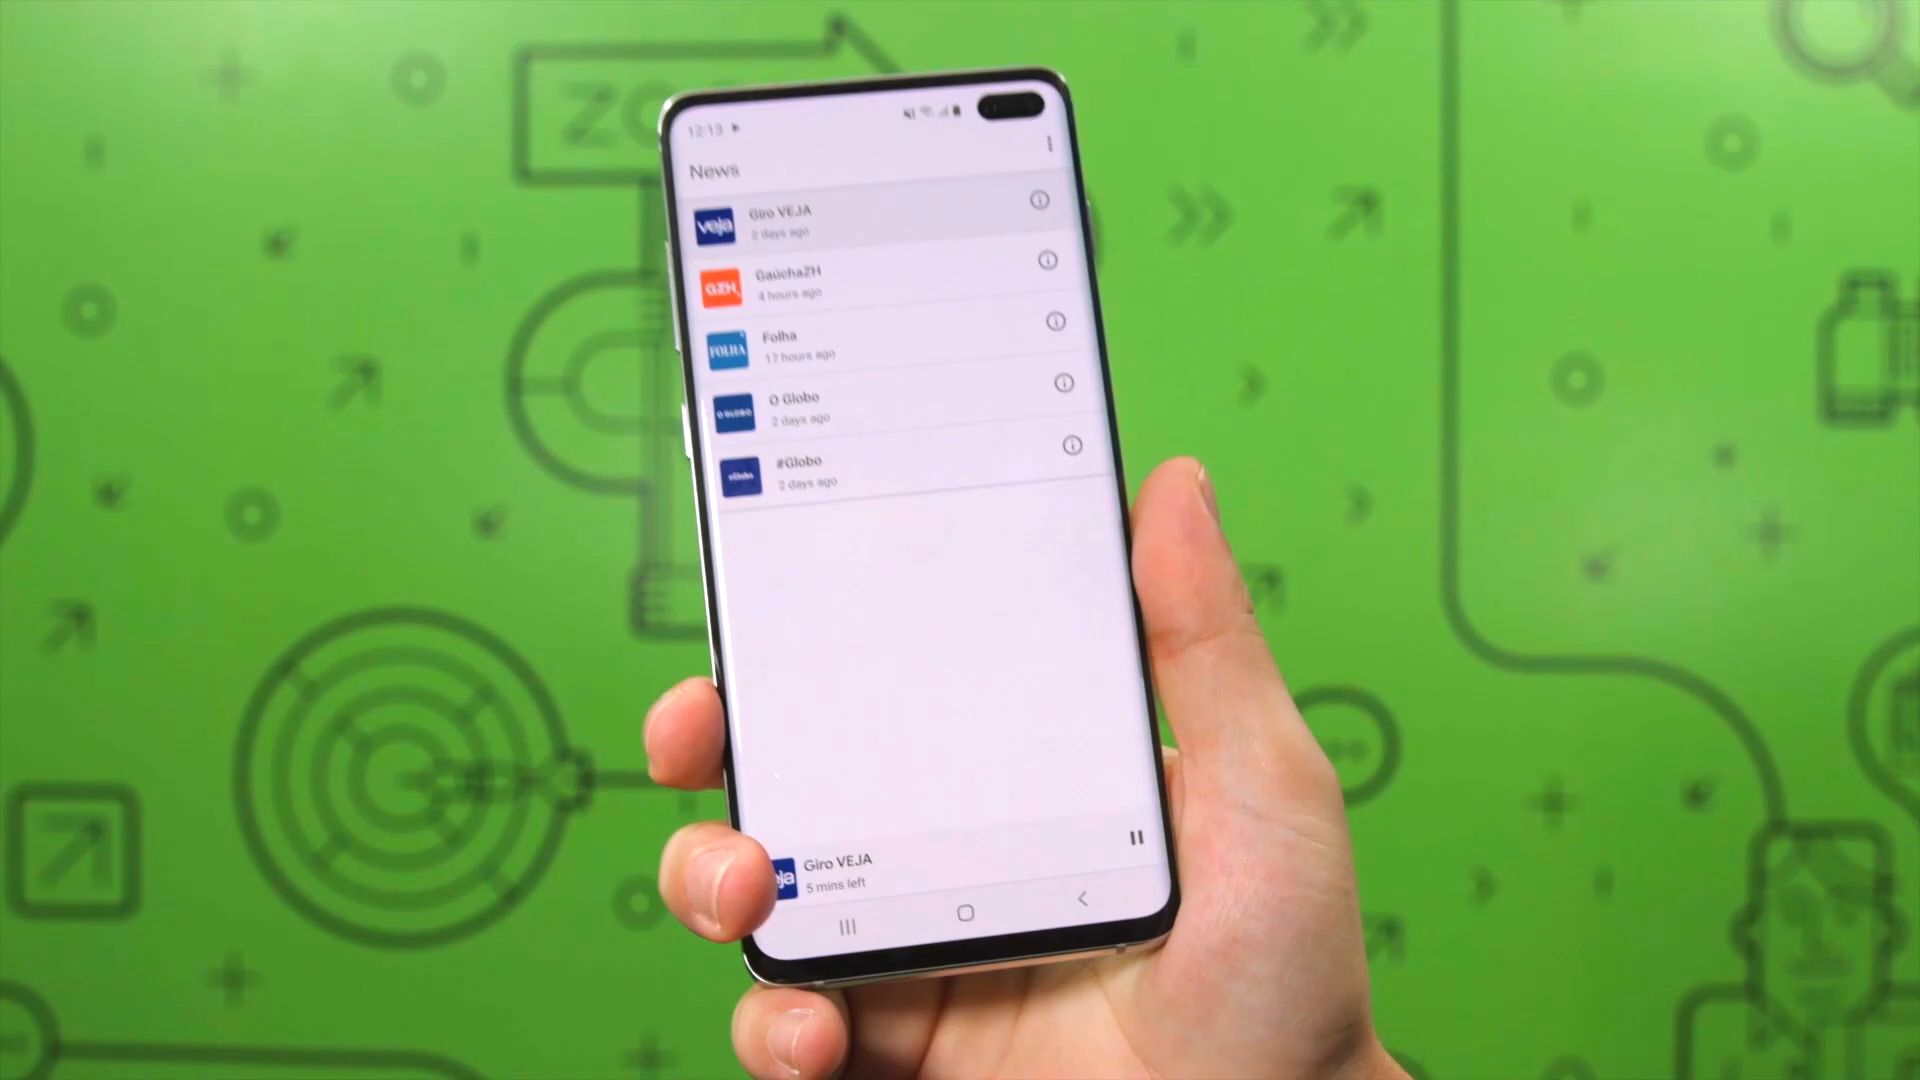 12:13
News
veja
Giro VEJA
2 days ago
GZH
GaúchaZH
4 hours ago
FOLHA
Folha
17 hours ago
O GLOBO
O Globo
2 days ago
#Globo
#Globo
2 days ago
Giro VEJA
5 mins left